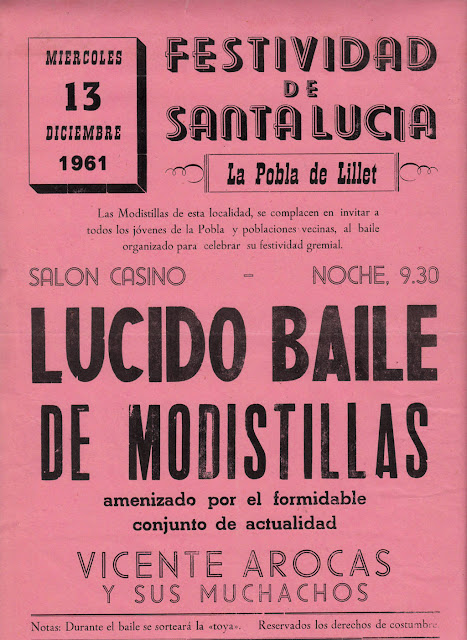 MIERCOLES
13
DICIEMBRE
1961
FESTIVIDAD
DE
SANTA LUCIA
La Pobla de Lillet
Las Modistillas de esta localidad, se complacen en invitar a
todos los jóvenes de la Pobla y poblaciones vecinas, al baile
organizado para celebrar su festividad gremial.
SALON CASINO - NOCHE, 9.30
LUCIDO BAILE
DE MODISTILLAS
amenizado por el formidable
conjunto de actualidad
VICENTE AROCAS
Y SUS MUCHACHOS
Notas: Durante el baile se sorteará la «toya». Reservados los derechos de costumbre.